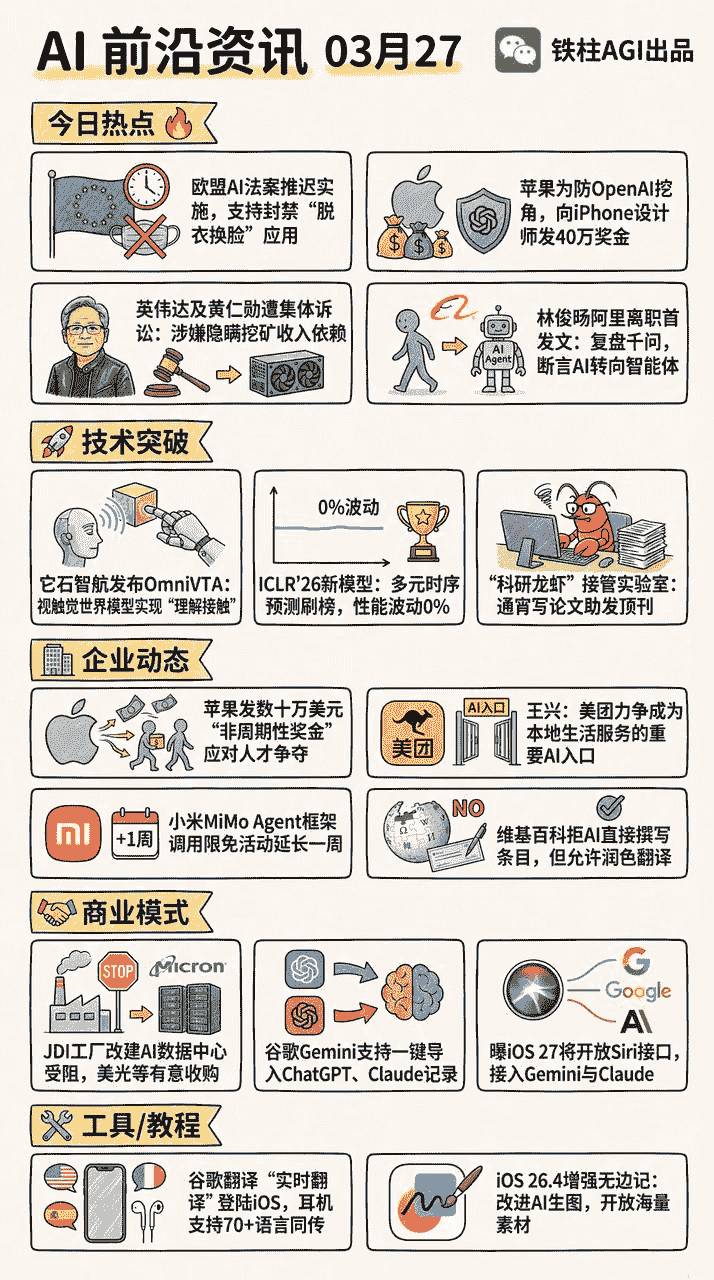 AI 前沿资讯 03月27
铁柱AGI出品
今日热点
欧盟AI法案推迟实
施，支持封禁“脱
衣换脸”应用
苹果为防OpenAI挖
角，向iPhone设计
师发40万奖金
英伟达及黄仁勋遭集体诉
讼：涉嫌隐瞒挖矿收入依赖
AI
Agent
林俊旸阿里离职首
发文：复盘千问，
断言AI转向智能体
技术突破
它石智航发布OmniVTA：
视触觉世界模型实现“理解接触”
0%波动
ICLR'26新模型：多元时序
预测刷榜，性能波动0%
“科研龙虾”接管实验室：
通宵写论文助发顶刊
企业动态
苹果发数十万美元
“非周期性奖金”
应对人才争夺
美团
AI入口
王兴：美团力争成为
本地生活服务的重
要AI入口
+1周
小米MiMo Agent框架
调用限免活动延长一周
NO
维基百科拒AI直接撰写
条目，但允许润色翻译
商业模式
STOP
Micron
JDI工厂改建AI数据中心
受阻，美光等有意收购
谷歌Gemini支持一键导
入ChatGPT、Claude记录
G
Google
AI
曝iOS 27将开放Siri接口，
接入Gemini与Claude
工具/教程
谷歌翻译“实时翻
译”登陆iOS，耳机
支持70+语言同传
iOS 26.4增强无边记：
改进AI生图，开放海量
素材